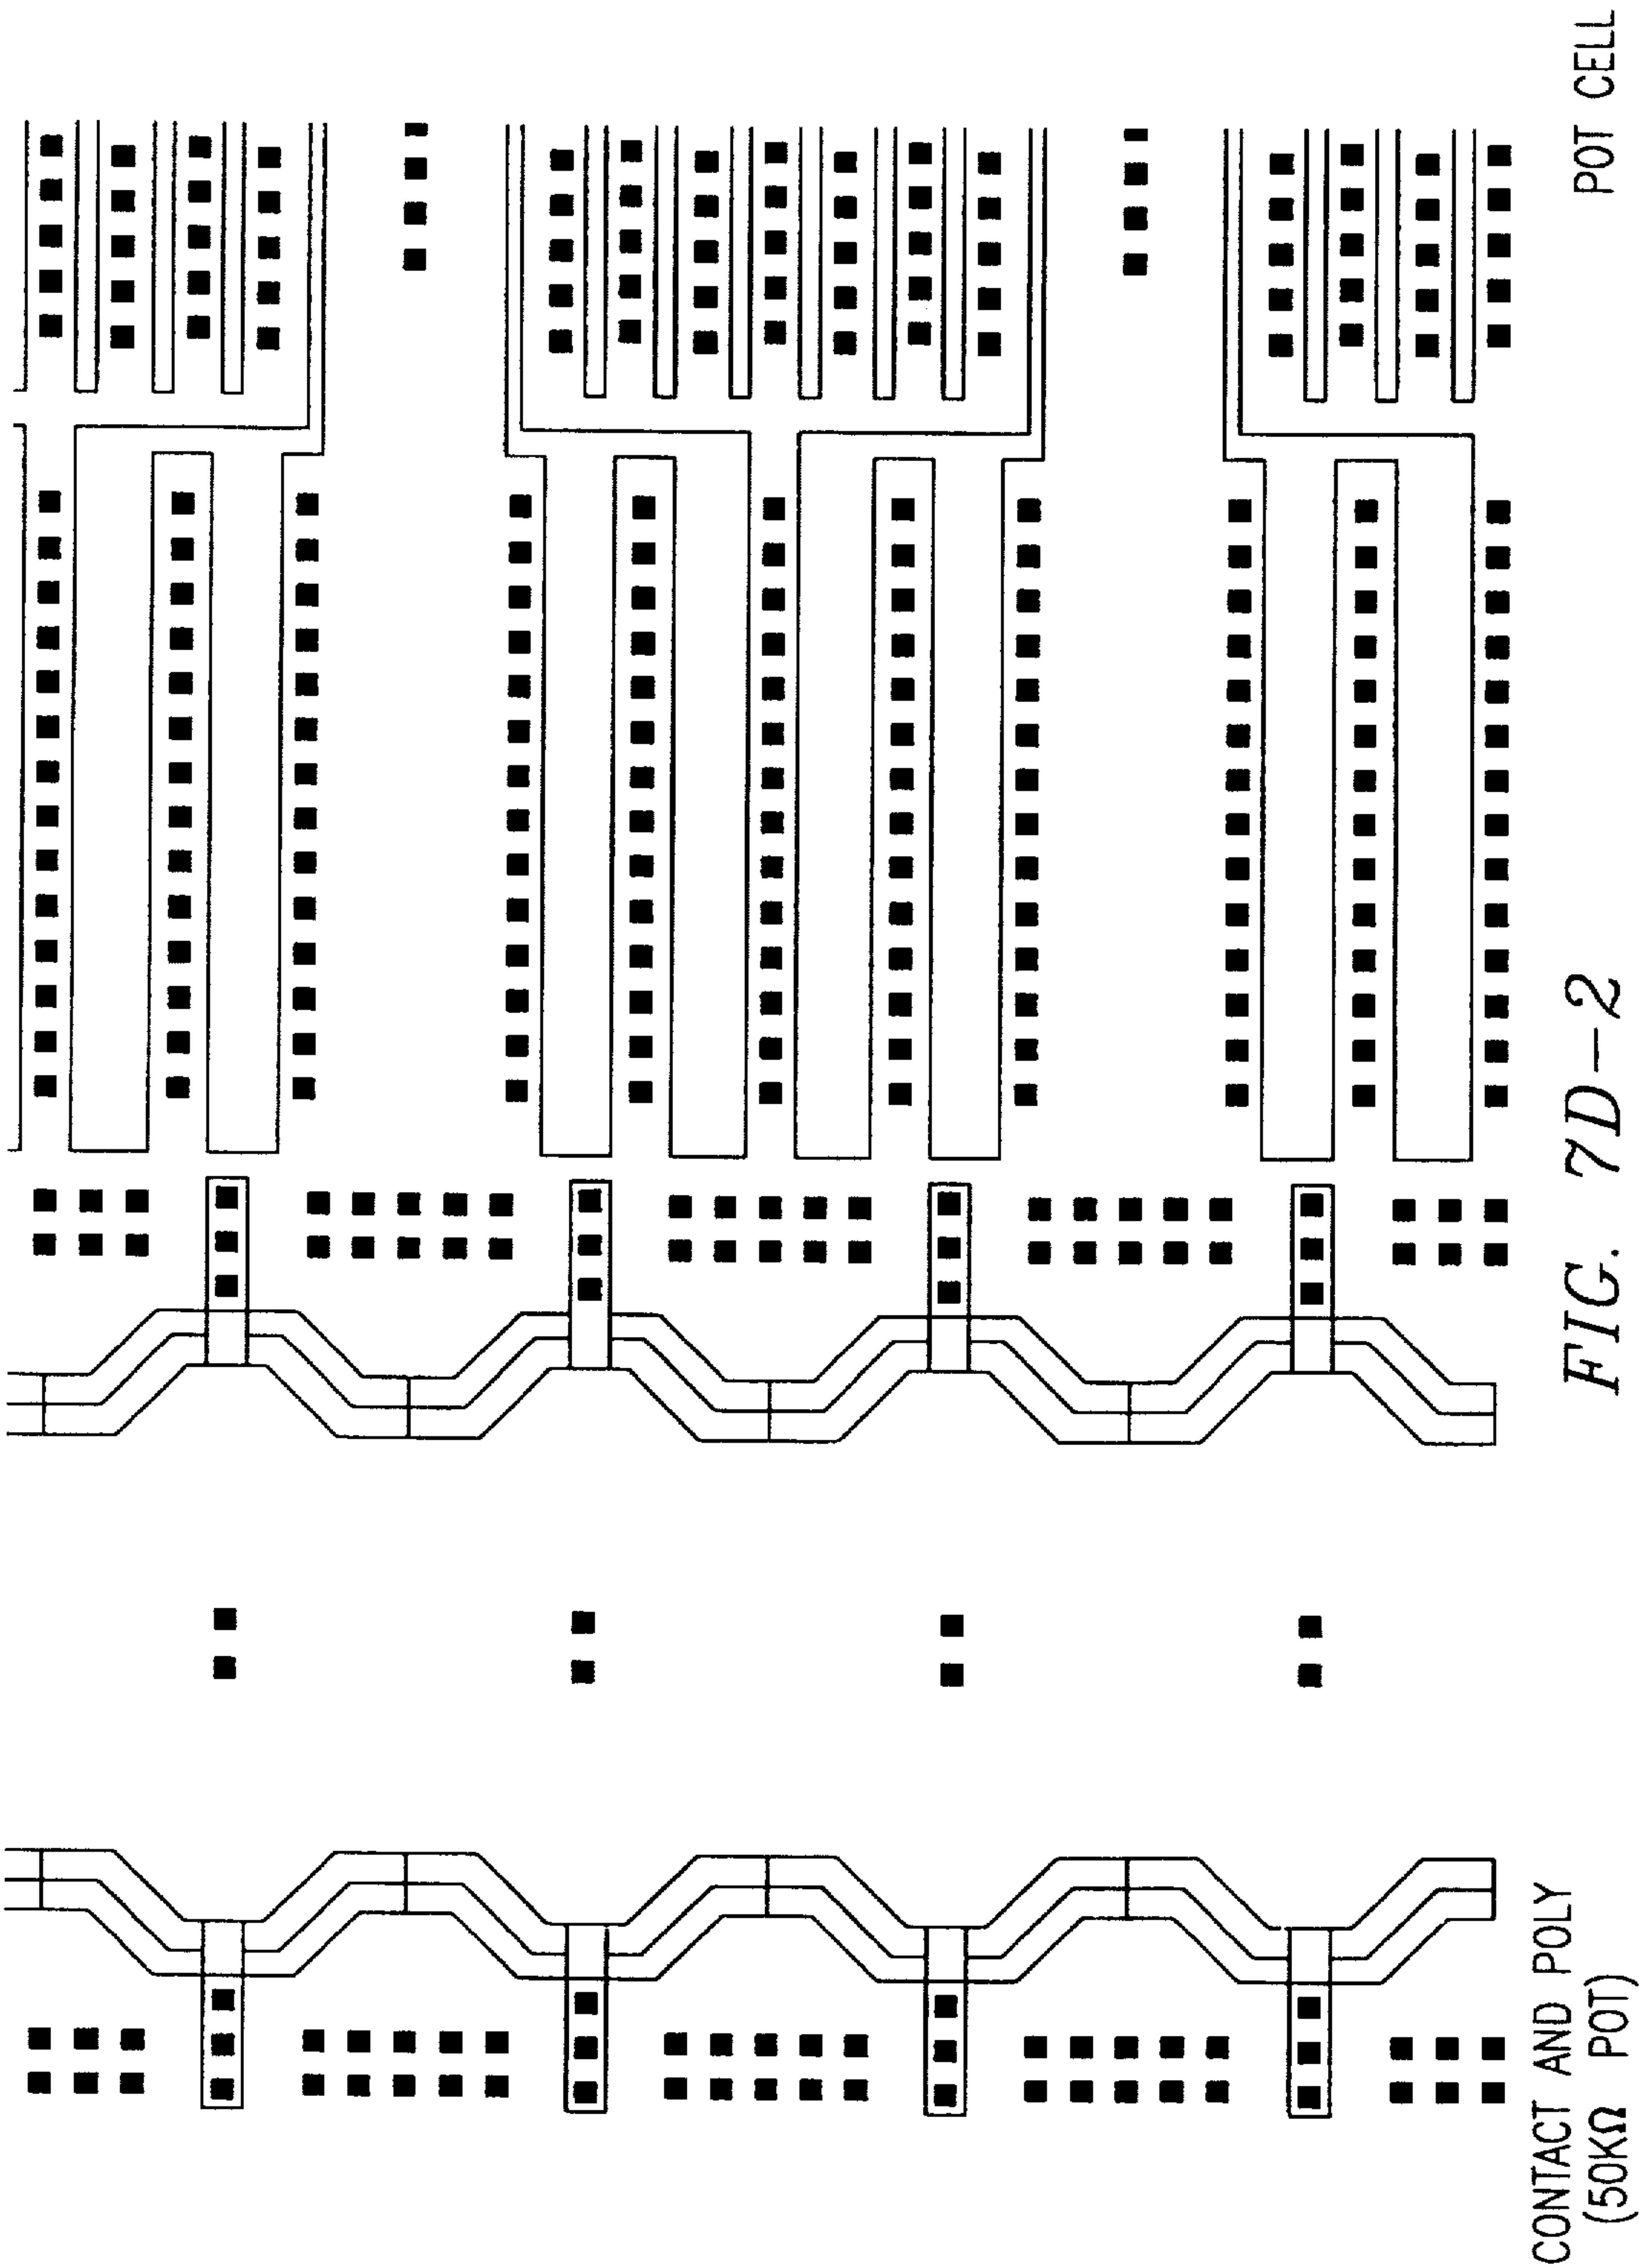 CONTACT AND POLY
(50KΩ POT)
FIG. 7D-2
POT CELL